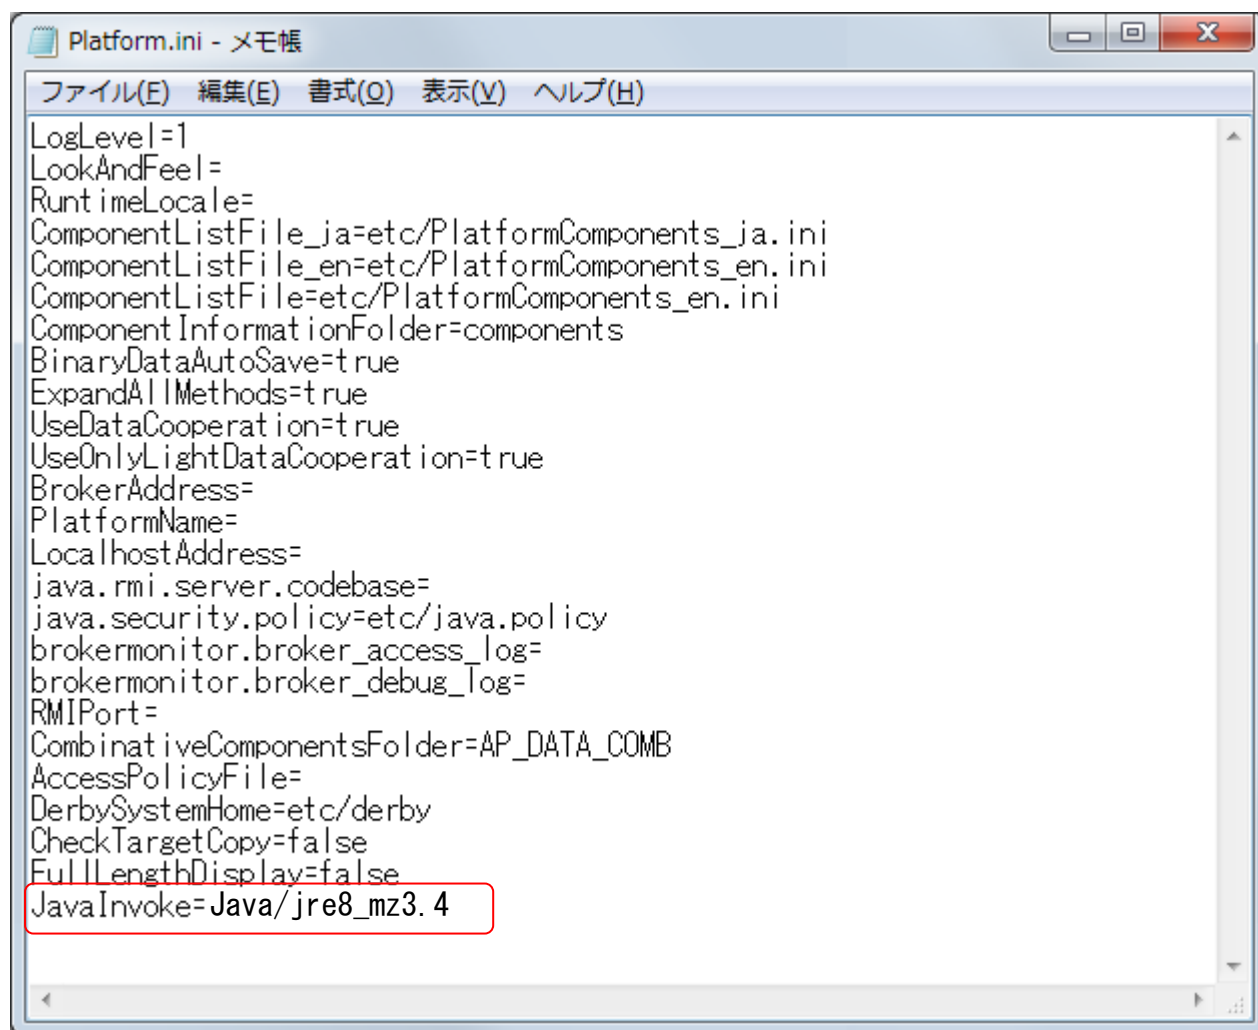 Platform.ini - メモ帳
ファイル(F) 編集(E) 書式(O) 表示(V) ヘルプ(H)
LogLevel=1
LookAndFeel=
RuntimeLocale=
ComponentListFile_ja=etc/PlatformComponents_ja.ini
ComponentListFile_en=etc/PlatformComponents_en.ini
ComponentListFile=etc/PlatformComponents_en.ini
ComponentInformationFolder=components
BinaryDataAutoSave=true
ExpandAllMethods=true
UseDataCooperation=true
UseOnlyLightDataCooperation=true
BrokerAddress=
PlatformName=
LocalhostAddress=
java.rmi.server.codebase=
java.security.policy=etc/java.policy
brokermonitor.broker_access_log=
brokermonitor.broker_debug_log=
RMIPort=
CombinativeComponentsFolder=AP_DATA_COMB
AccessPolicyFile=
DerbySystemHome=etc/derby
CheckTargetCopy=false
FullLengthDisplay=false
JavaInvoke=Java/jre8_mz3.4